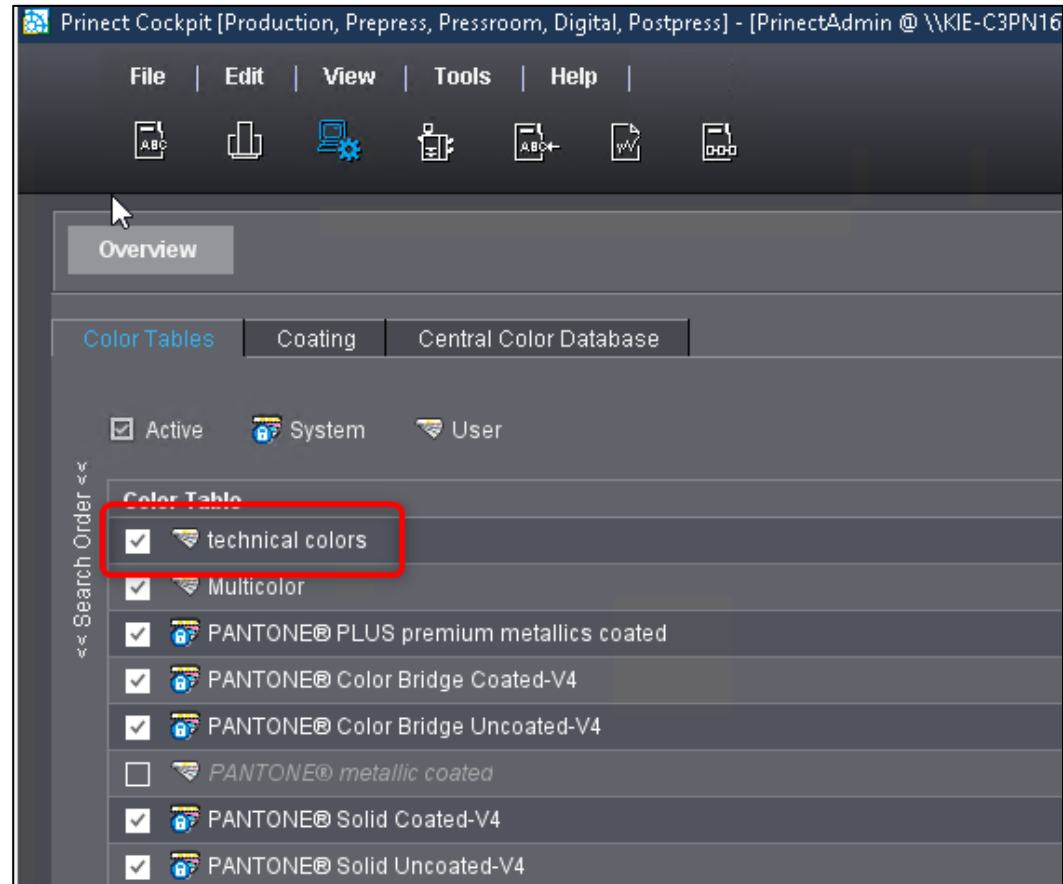 Prinect Cockpit [Production, Prepress, Pressroom, Digital, Postpress] - [PrinectAdmin @ \\KIE-C3PN16
File | Edit | View | Tools | Help |
Overview
Color Tables Coating Central Color Database
Active System User
<< Search Order <<
Color Table
technical colors
Multicolor
PANTONE® PLUS premium metallics coated
PANTONE® Color Bridge Coated-V4
PANTONE® Color Bridge Uncoated-V4
PANTONE® metallic coated
PANTONE® Solid Coated-V4
PANTONE® Solid Uncoated-V4